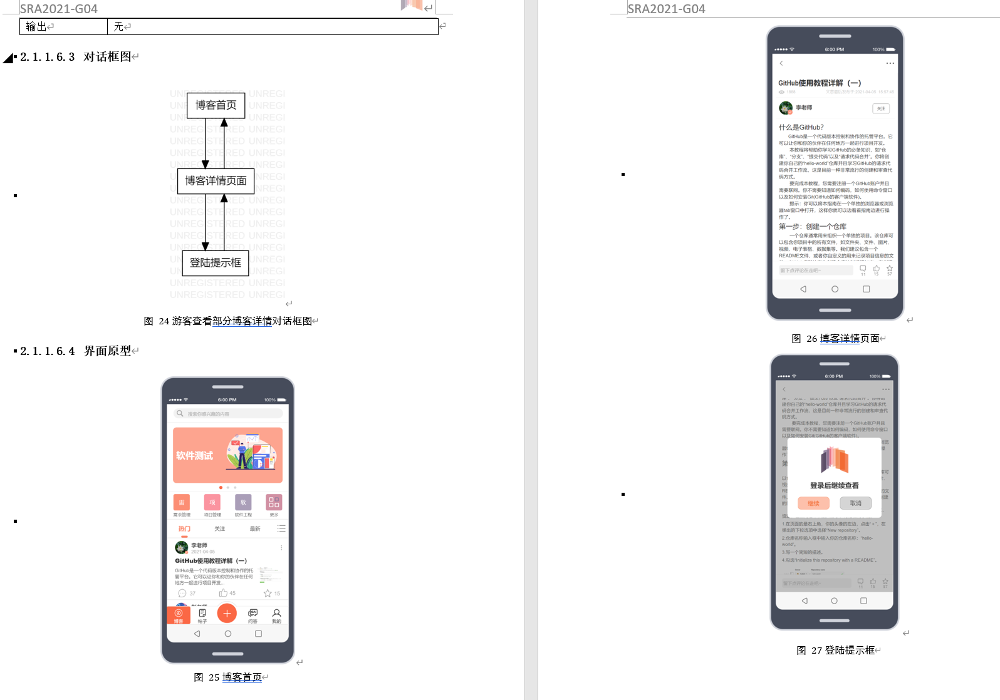 SRA2021-G04
输出 无
2.1.1.6.3 对话框图
博客首页
博客详情页面
登陆提示框
UNREGISTERED UNREGI
图 24 游客查看部分博客详情对话框图
2.1.1.6.4 界面原型
6:00 PM 100%
搜索你感兴趣的内容
软件测试
需 项 软
需求管理 项目管理 软件工程 更多
热门 关注 最新
李老师
2021-04-05
GitHub使用教程详解（一）
GitHub是一个代码版本控制和协作的托
管平台。它可以让你和你的伙伴在任何
地方一起进行项目开发...
37 45 15
博客 帖子 问答 我的
图 25 博客首页
SRA2021-G04
6:00 PM 100%
GitHub使用教程详解（一）
1998 文章最后发布于:2021-04-05 15:57:45
李老师 关注
什么是GitHub?
GitHub是一个代码版本控制和协作的托管平台。它
可以让你和你的伙伴在任何地方一起进行项目开发。
本教程将帮助你学习GitHub的必备知识，如“仓
库”、“分支”、“提交代码”以及“请求代码合并”。你将创
建你自己的“hello-world”仓库并且学习GitHub的请求代
码合并工作流，这是目前一种非常流行的创建和审查代
码方式。
要完成本教程，您需要注册一个GitHub账户并且
需要联网。你不需要知道如何编码，如何使用命令窗口
以及如何安装Git(GitHub的客户端软件)。
提示：你可以将本指南在一个单独的浏览器或浏览
器tab窗口中打开，这样你就可以边看看指南边进行操
作了。
第一步：创建一个仓库
一个仓库通常用来组织一个单独的项目。该仓库可
以包含你项目中的所有文件，如文件夹、文件、图片、
视频、电子表格、数据集等。我们建议包含一个
README文件，或者你自定义的用来记录项目信息的文
留下点评论在走吧~ 11 15 57
图 26 博客详情页面
6:00 PM 100%
建你自己的“hello-world”仓库并且学习GitHub的请求代
码合并工作流，这是目前一种非常流行的创建和审查代
码方式。
要完成本教程，您需要注册一个GitHub账户并且
需要联网。你不需要知道如何编码，如何使用命令窗口
以及如何安装Git(GitHub的客户端软件)。
登录后继续查看
继续 取消
1.在页面的最右上角，你的头像的左边，点击“ + ”，在
弹出的下拉选项中选择“New repository”。
2.仓库名称输入框中输入你的仓库名称：“hello-
world”。
3.写一个简短的描述。
4.勾选“Initialize this repository with a README”。
留下点评论在走吧~ 11 15 57
图 27 登陆提示框